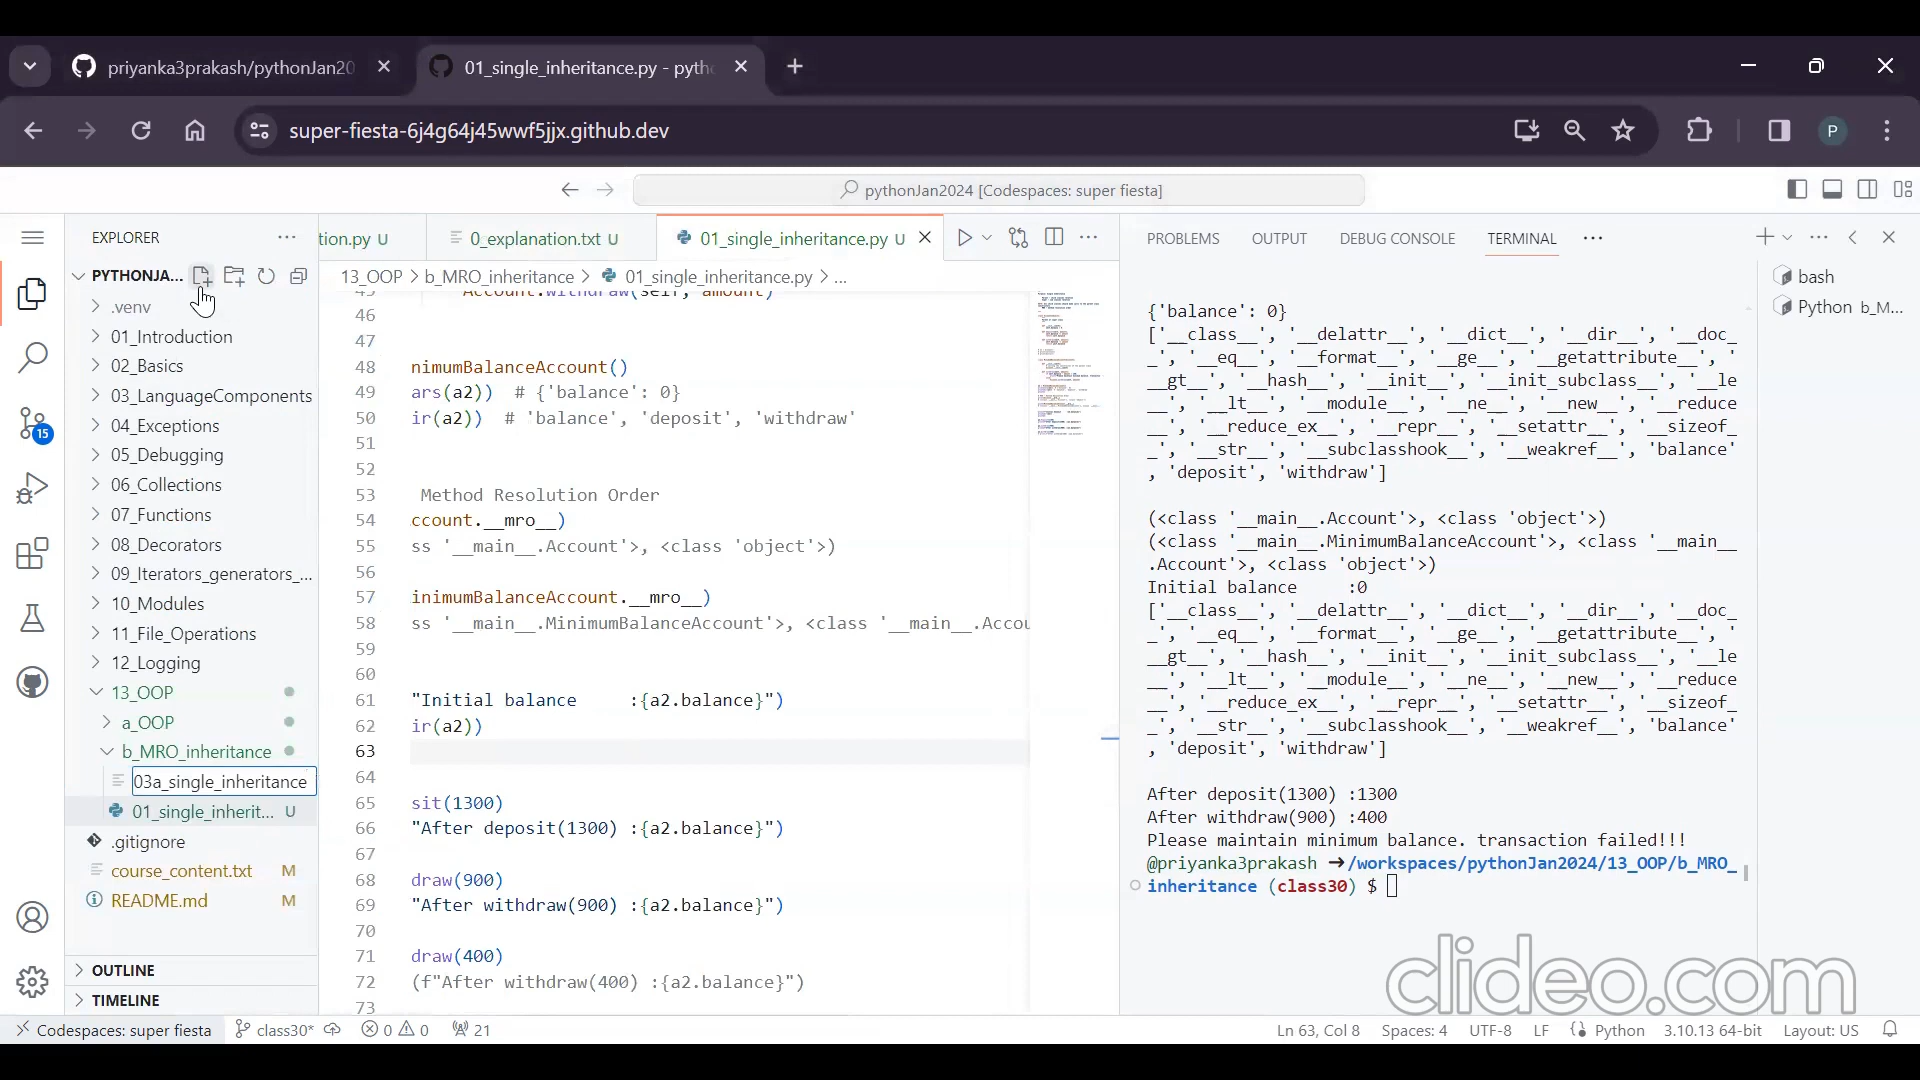 priyanka3prakash/pythonJan20
01_single_inheritance.py - pyth
super-fiesta-6j4g64j45wwf5jjx.github.dev
P
pythonJan2024 [Codespaces: super fiesta]
EXPLORER
PYTHONJA...
.venv
01_Introduction
02_Basics
03_LanguageComponents
04_Exceptions
05_Debugging
06_Collections
07_Functions
08_Decorators
09_Iterators_generators_...
10_Modules
11_File_Operations
12_Logging
13_OOP
a_OOP
b_MRO_inheritance
03a_single_inheritance
01_single_inherit... U
.gitignore
course_content.txt M
README.md M
OUTLINE
TIMELINE
15
tion.py U
0_explanation.txt U
01_single_inheritance.py U
13_OOP > b_MRO_inheritance > 01_single_inheritance.py > ...
45 Account.withdraw(self, amount)
46
47
48 nimumBalanceAccount()
49 ars(a2)) # {'balance': 0}
50 ir(a2)) # 'balance', 'deposit', 'withdraw'
51
52
53 Method Resolution Order
54 ccount.__mro__)
55 ss '__main__.Account'>, <class 'object'>)
56
57 inimumBalanceAccount.__mro__)
58 ss '__main__.MinimumBalanceAccount'>, <class '__main__.Accou
59
60
61 "Initial balance     :{a2.balance}")
62 ir(a2))
63
64
65 sit(1300)
66 "After deposit(1300) :{a2.balance}")
67
68 draw(900)
69 "After withdraw(900) :{a2.balance}")
70
71 draw(400)
72 (f"After withdraw(400) :{a2.balance}")
73
PROBLEMS
OUTPUT
DEBUG CONSOLE
TERMINAL
bash
Python b_M...
{'balance': 0}
['__class__', '__delattr__', '__dict__', '__dir__', '__doc_
_', '__eq__', '__format__', '__ge__', '__getattribute__', '
__gt__', '__hash__', '__init__', '__init_subclass__', '__le
__', '__lt__', '__module__', '__ne__', '__new__', '__reduce
__', '__reduce_ex__', '__repr__', '__setattr__', '__sizeof_
_', '__str__', '__subclasshook__', '__weakref__', 'balance'
, 'deposit', 'withdraw']
(<class '__main__.Account'>, <class 'object'>)
(<class '__main__.MinimumBalanceAccount'>, <class '__main__
.Account'>, <class 'object'>)
Initial balance     :0
['__class__', '__delattr__', '__dict__', '__dir__', '__doc_
_', '__eq__', '__format__', '__ge__', '__getattribute__', '
__gt__', '__hash__', '__init__', '__init_subclass__', '__le
__', '__lt__', '__module__', '__ne__', '__new__', '__reduce
__', '__reduce_ex__', '__repr__', '__setattr__', '__sizeof_
_', '__str__', '__subclasshook__', '__weakref__', 'balance'
, 'deposit', 'withdraw']
After deposit(1300) :1300
After withdraw(900) :400
Please maintain minimum balance. transaction failed!!!
@priyanka3prakash ➜/workspaces/pythonJan2024/13_OOP/b_MRO_
inheritance (class30) $
clideo.com
Codespaces: super fiesta
class30*
0
0
21
Ln 63, Col 8
Spaces: 4
UTF-8
LF
Python
3.10.13 64-bit
Layout: US